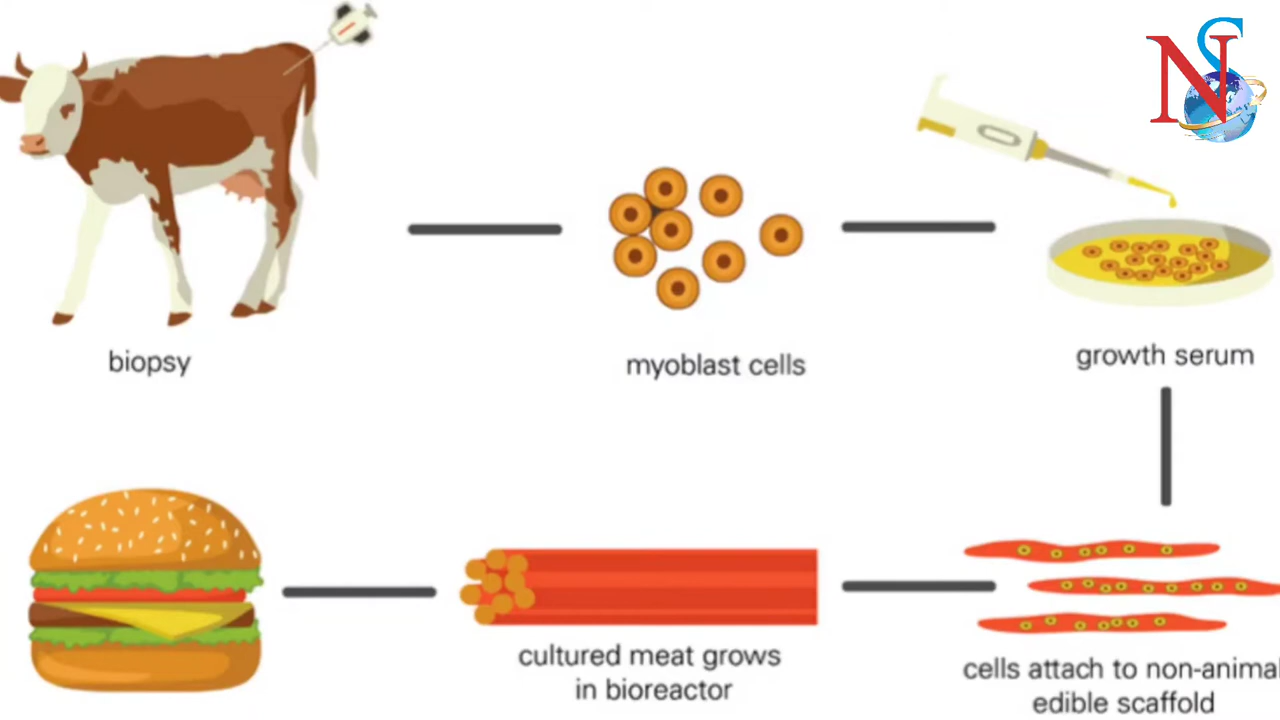 NS
biopsy
myoblast cells
growth serum
cultured meat grows
in bioreactor
cells attach to non-animal
edible scaffold